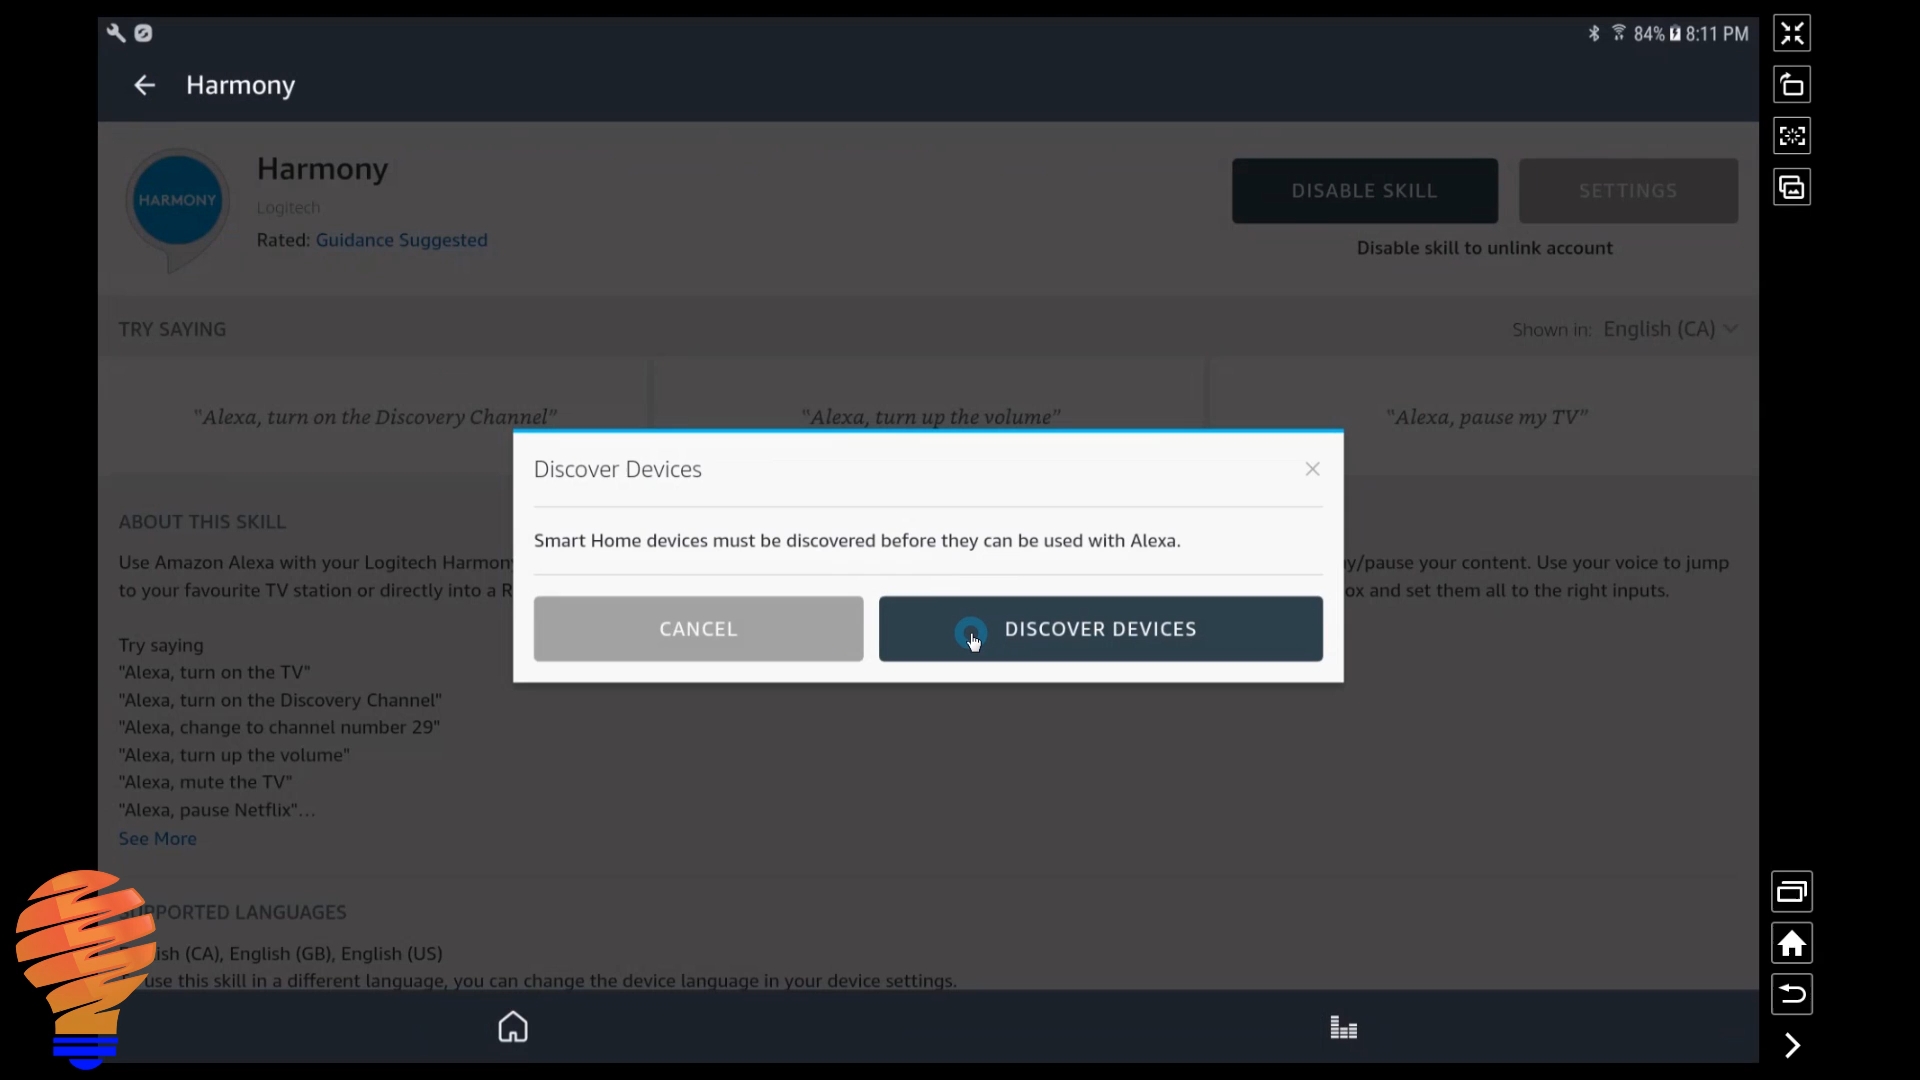 84% 8:11 PM
Harmony
HARMONY
Harmony
Logitech
Rated: Guidance Suggested
DISABLE SKILL
SETTINGS
Disable skill to unlink account
TRY SAYING
Shown in: English (CA)
"Alexa, turn on the Discovery Channel"
"Alexa, turn up the volume"
"Alexa, pause my TV"
Discover Devices
Smart Home devices must be discovered before they can be used with Alexa.
CANCEL
DISCOVER DEVICES
ABOUT THIS SKILL
Use Amazon Alexa with your Logitech Harmon y/pause your content. Use your voice to jump
to your favourite TV station or directly into a R ox and set them all to the right inputs.
Try saying
"Alexa, turn on the TV"
"Alexa, turn on the Discovery Channel"
"Alexa, change to channel number 29"
"Alexa, turn up the volume"
"Alexa, mute the TV"
"Alexa, pause Netflix"...
See More
SUPPORTED LANGUAGES
ish (CA), English (GB), English (US)
use this skill in a different language, you can change the device language in your device settings.